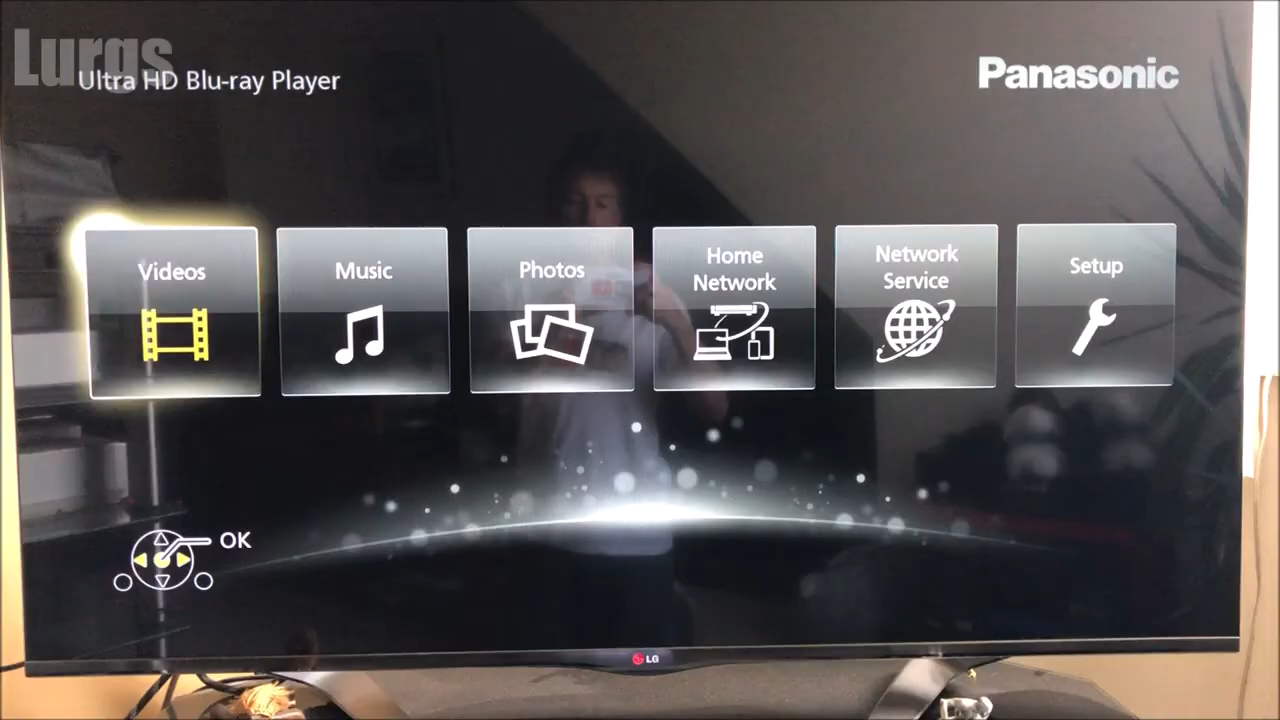 Lurgs
Ultra HD Blu-ray Player
Panasonic
Videos
Music
Photos
Home
Network
Network
Service
Setup
OK
LG